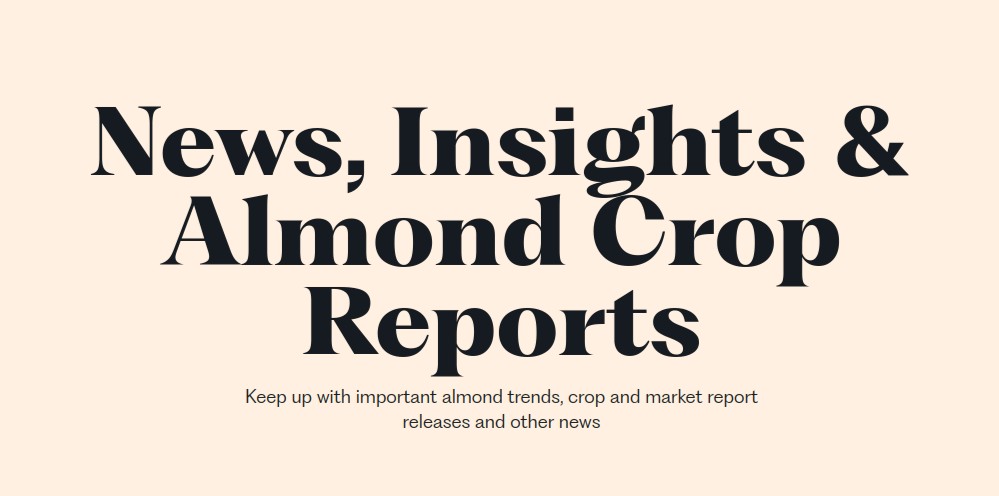 News, Insights &
Almond Crop
Reports
Keep up with important almond trends, crop and market report
releases and other news